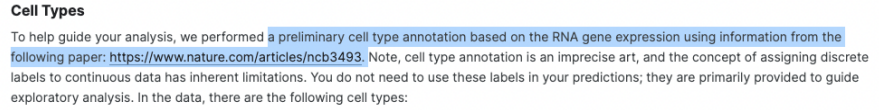 Cell Types
To help guide your analysis, we performed a preliminary cell type annotation based on the RNA gene expression using information from the
following paper: https://www.nature.com/articles/ncb3493. Note, cell type annotation is an imprecise art, and the concept of assigning discrete
labels to continuous data has inherent limitations. You do not need to use these labels in your predictions; they are primarily provided to guide
exploratory analysis. In the data, there are the following cell types: